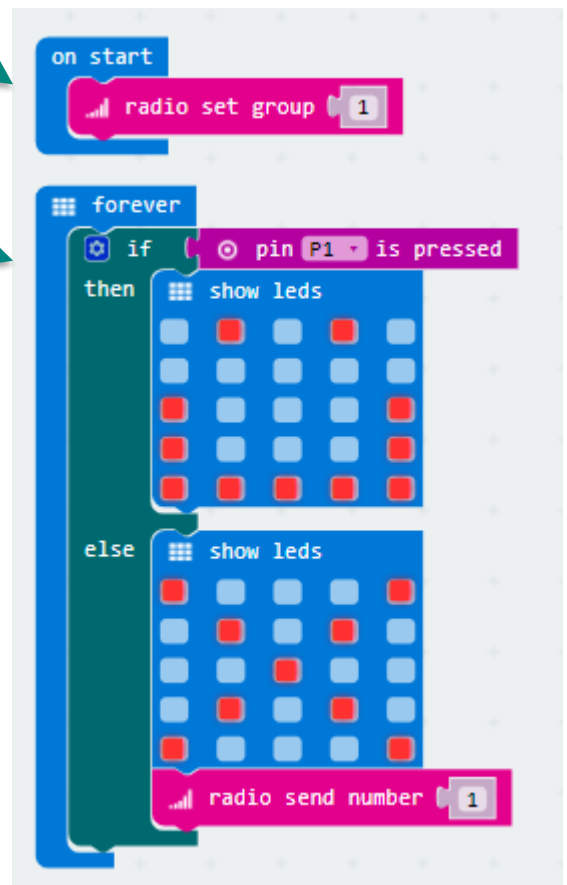 on start
radio set group 1
forever
if pin P1 is pressed
then show leds
else show leds
radio send number 1